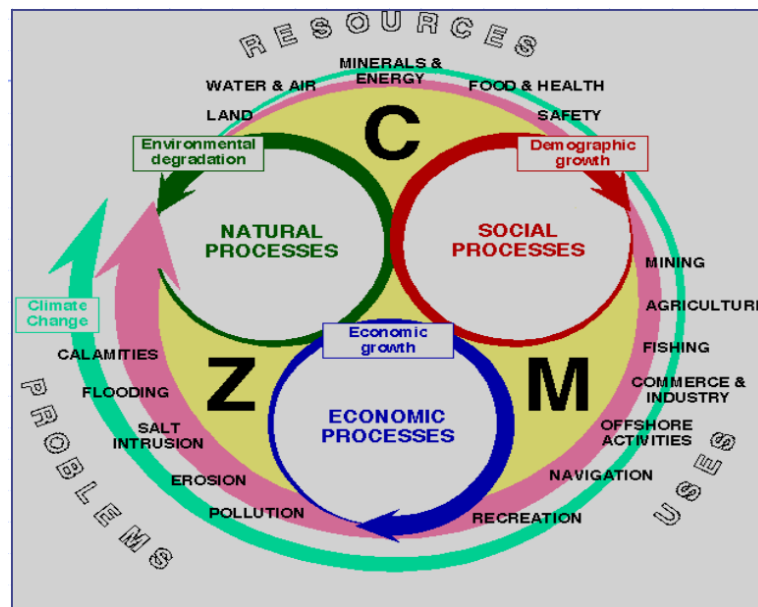 RESOURCES
MINERALS &
ENERGY
WATER & AIR
FOOD & HEALTH
LAND
SAFETY
C
Environmental
degradation
Demographic
growth
NATURAL
PROCESSES
SOCIAL
PROCESSES
MINING
AGRICULTURE
FISHING
COMMERCE &
INDUSTRY
OFFSHORE
ACTIVITIES
NAVIGATION
RECREATION
USES
Climate
Change
CALAMITIES
FLOODING
SALT
INTRUSION
EROSION
POLLUTION
PROBLEMS
Economic
growth
Z
M
ECONOMIC
PROCESSES